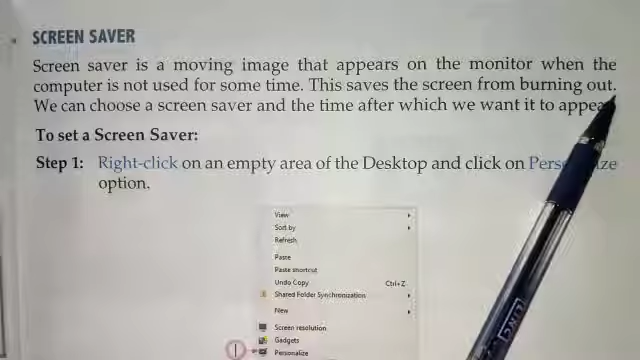 SCREEN SAVER
Screen saver is a moving image that appears on the monitor when the
computer is not used for some time. This saves the screen from burning out.
We can choose a screen saver and the time after which we want it to appear
To set a Screen Saver:
Step 1: Right-click on an empty area of the Desktop and click on Personalize
option.
View
Sort by
Refresh
Paste
Paste shortcut
Undo Copy Ctrl+Z
Shared Folder Synchronization
New
Screen resolution
Gadgets
1 Personalize
LINC